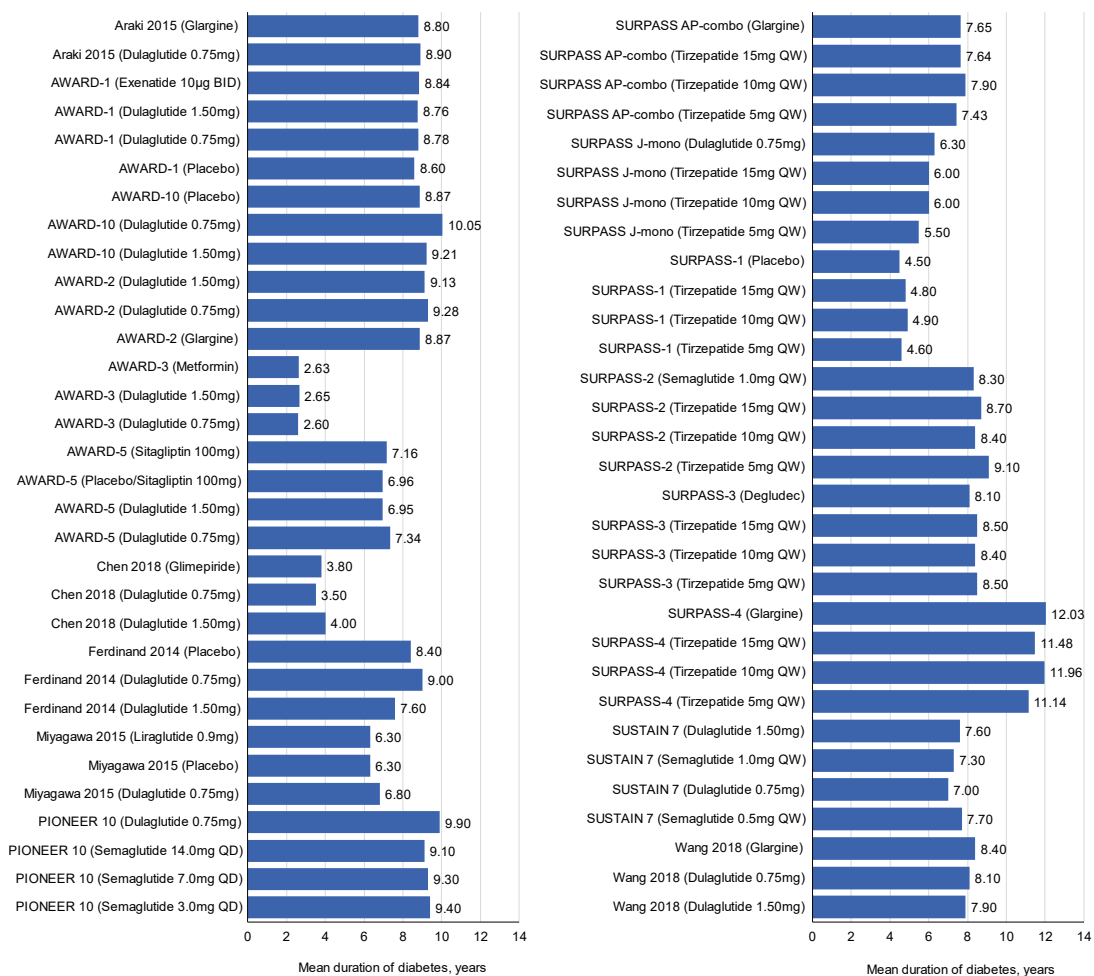 Araki 2015 (Glargine) 8.80
Araki 2015 (Dulaglutide 0.75mg) 8.90
AWARD-1 (Exenatide 10µg BID) 8.84
AWARD-1 (Dulaglutide 1.50mg) 8.76
AWARD-1 (Dulaglutide 0.75mg) 8.78
AWARD-1 (Placebo) 8.60
AWARD-10 (Placebo) 8.87
AWARD-10 (Dulaglutide 0.75mg) 10.05
AWARD-10 (Dulaglutide 1.50mg) 9.21
AWARD-2 (Dulaglutide 1.50mg) 9.13
AWARD-2 (Dulaglutide 0.75mg) 9.28
AWARD-2 (Glargine) 8.87
AWARD-3 (Metformin) 2.63
AWARD-3 (Dulaglutide 1.50mg) 2.65
AWARD-3 (Dulaglutide 0.75mg) 2.60
AWARD-5 (Sitagliptin 100mg) 7.16
AWARD-5 (Placebo/Sitagliptin 100mg) 6.96
AWARD-5 (Dulaglutide 1.50mg) 6.95
AWARD-5 (Dulaglutide 0.75mg) 7.34
Chen 2018 (Glimepiride) 3.80
Chen 2018 (Dulaglutide 0.75mg) 3.50
Chen 2018 (Dulaglutide 1.50mg) 4.00
Ferdinand 2014 (Placebo) 8.40
Ferdinand 2014 (Dulaglutide 0.75mg) 9.00
Ferdinand 2014 (Dulaglutide 1.50mg) 7.60
Miyagawa 2015 (Liraglutide 0.9mg) 6.30
Miyagawa 2015 (Placebo) 6.30
Miyagawa 2015 (Dulaglutide 0.75mg) 6.80
PIONEER 10 (Dulaglutide 0.75mg) 9.90
PIONEER 10 (Semaglutide 14.0mg QD) 9.10
PIONEER 10 (Semaglutide 7.0mg QD) 9.30
PIONEER 10 (Semaglutide 3.0mg QD) 9.40
0 2 4 6 8 10 12 14
Mean duration of diabetes, years
SURPASS AP-combo (Glargine) 7.65
SURPASS AP-combo (Tirzepatide 15mg QW) 7.64
SURPASS AP-combo (Tirzepatide 10mg QW) 7.90
SURPASS AP-combo (Tirzepatide 5mg QW) 7.43
SURPASS J-mono (Dulaglutide 0.75mg) 6.30
SURPASS J-mono (Tirzepatide 15mg QW) 6.00
SURPASS J-mono (Tirzepatide 10mg QW) 6.00
SURPASS J-mono (Tirzepatide 5mg QW) 5.50
SURPASS-1 (Placebo) 4.50
SURPASS-1 (Tirzepatide 15mg QW) 4.80
SURPASS-1 (Tirzepatide 10mg QW) 4.90
SURPASS-1 (Tirzepatide 5mg QW) 4.60
SURPASS-2 (Semaglutide 1.0mg QW) 8.30
SURPASS-2 (Tirzepatide 15mg QW) 8.70
SURPASS-2 (Tirzepatide 10mg QW) 8.40
SURPASS-2 (Tirzepatide 5mg QW) 9.10
SURPASS-3 (Degludec) 8.10
SURPASS-3 (Tirzepatide 15mg QW) 8.50
SURPASS-3 (Tirzepatide 10mg QW) 8.40
SURPASS-3 (Tirzepatide 5mg QW) 8.50
SURPASS-4 (Glargine) 12.03
SURPASS-4 (Tirzepatide 15mg QW) 11.48
SURPASS-4 (Tirzepatide 10mg QW) 11.96
SURPASS-4 (Tirzepatide 5mg QW) 11.14
SUSTAIN 7 (Dulaglutide 1.50mg) 7.60
SUSTAIN 7 (Semaglutide 1.0mg QW) 7.30
SUSTAIN 7 (Dulaglutide 0.75mg) 7.00
SUSTAIN 7 (Semaglutide 0.5mg QW) 7.70
Wang 2018 (Glargine) 8.40
Wang 2018 (Dulaglutide 0.75mg) 8.10
Wang 2018 (Dulaglutide 1.50mg) 7.90
0 2 4 6 8 10 12 14
Mean duration of diabetes, years